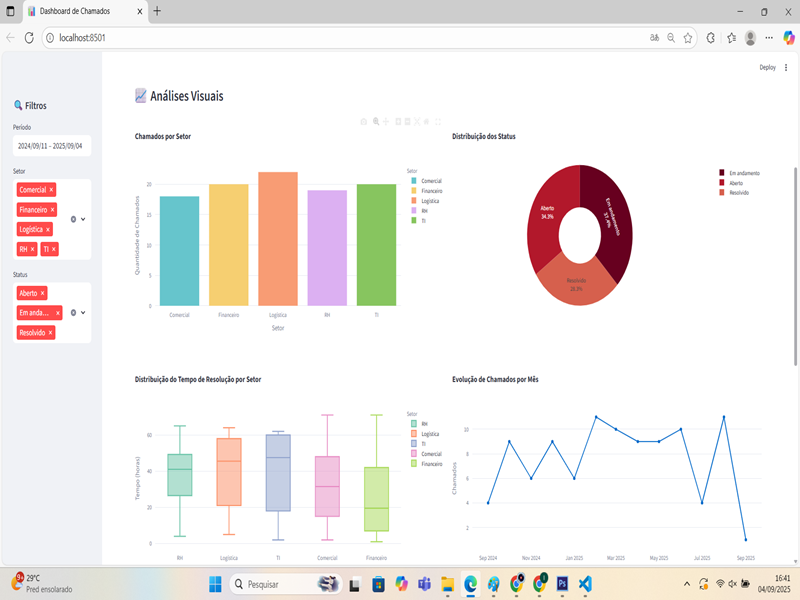 Dashboard de Chamados
localhost:8501
Deploy
Filtros
Período
2024/09/11 - 2025/09/04
Setor
Comercial ×
Financeiro ×
Logística ×
RH × TI ×
Status
Aberto ×
Em anda... ×
Resolvido ×
Análises Visuais
Chamados por Setor
Quantidade de Chamados
20
15
10
5
0
Comercial Financeiro Logística RH TI
Setor
Setor
Comercial
Financeiro
Logística
RH
TI
Distribuição dos Status
Aberto
34.3%
Em andamento
37.4%
Resolvido
28.3%
Em andamento
Aberto
Resolvido
Distribuição do Tempo de Resolução por Setor
Tempo (horas)
60
40
20
0
RH Logística TI Comercial Financeiro
Setor
RH
Logística
TI
Comercial
Financeiro
Evolução de Chamados por Mês
Chamados
10
8
6
4
2
Sep 2024 Nov 2024 Jan 2025 Mar 2025 May 2025 Jul 2025 Sep 2025
29°C
Pred ensolarado
Pesquisar
16:41
04/09/2025